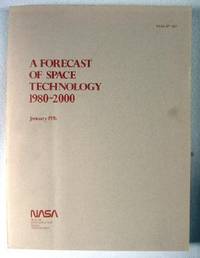 A FORECAST
OF SPACE
TECHNOLOGY
1980-2000
January 1976
NASA